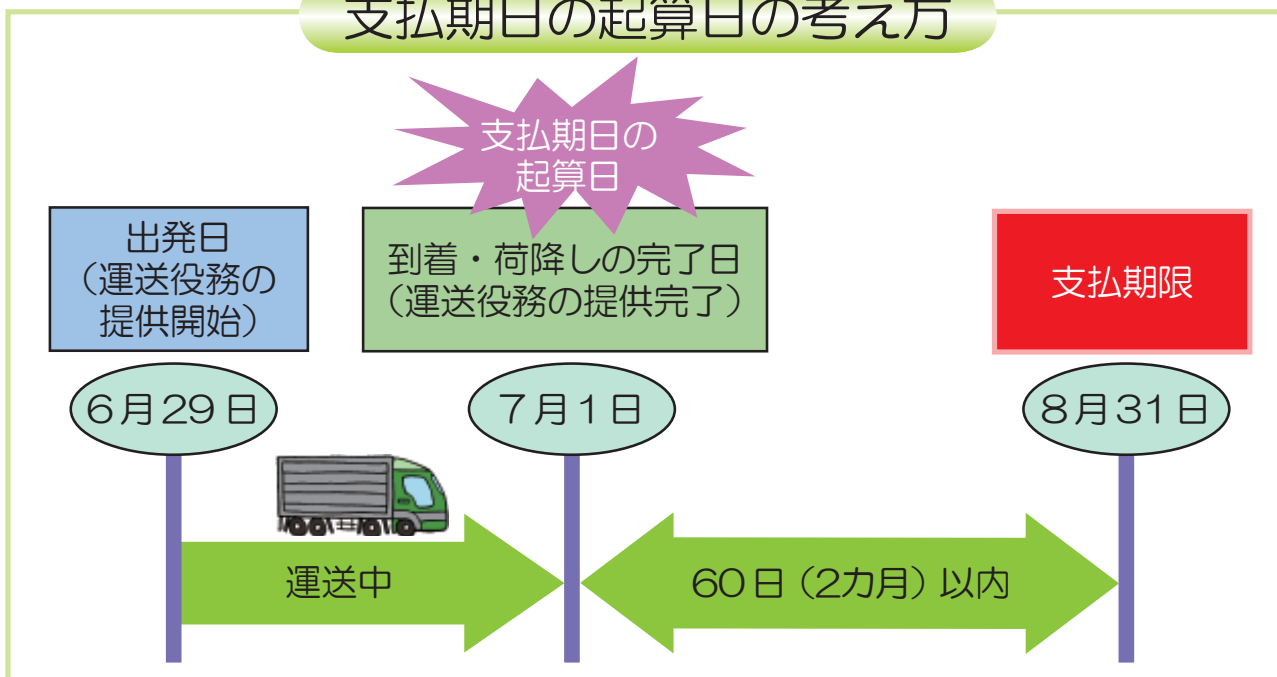 支払期日の起算日の考え方
支払期日の
起算日
出発日
（運送役務の
提供開始）
到着・荷降しの完了日
（運送役務の提供完了）
支払期限
6月29日
7月1日
8月31日
運送中
60日（2カ月）以内